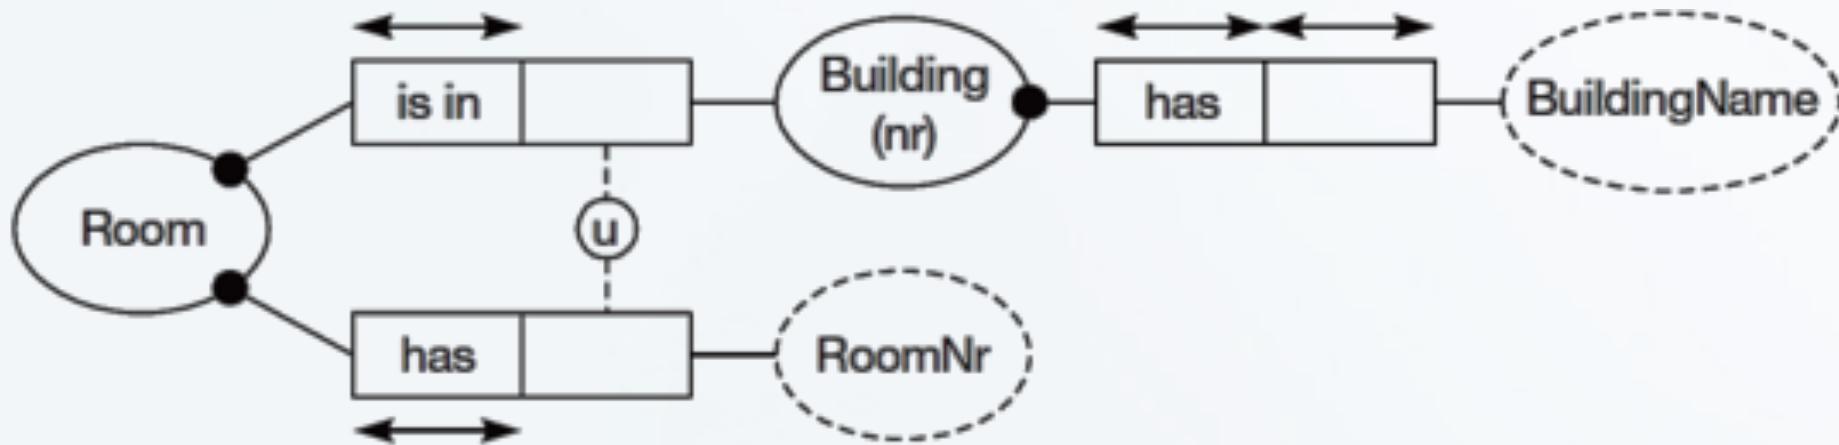 is in
Building
(nr)
has
BuildingName
Room
u
has
RoomNr